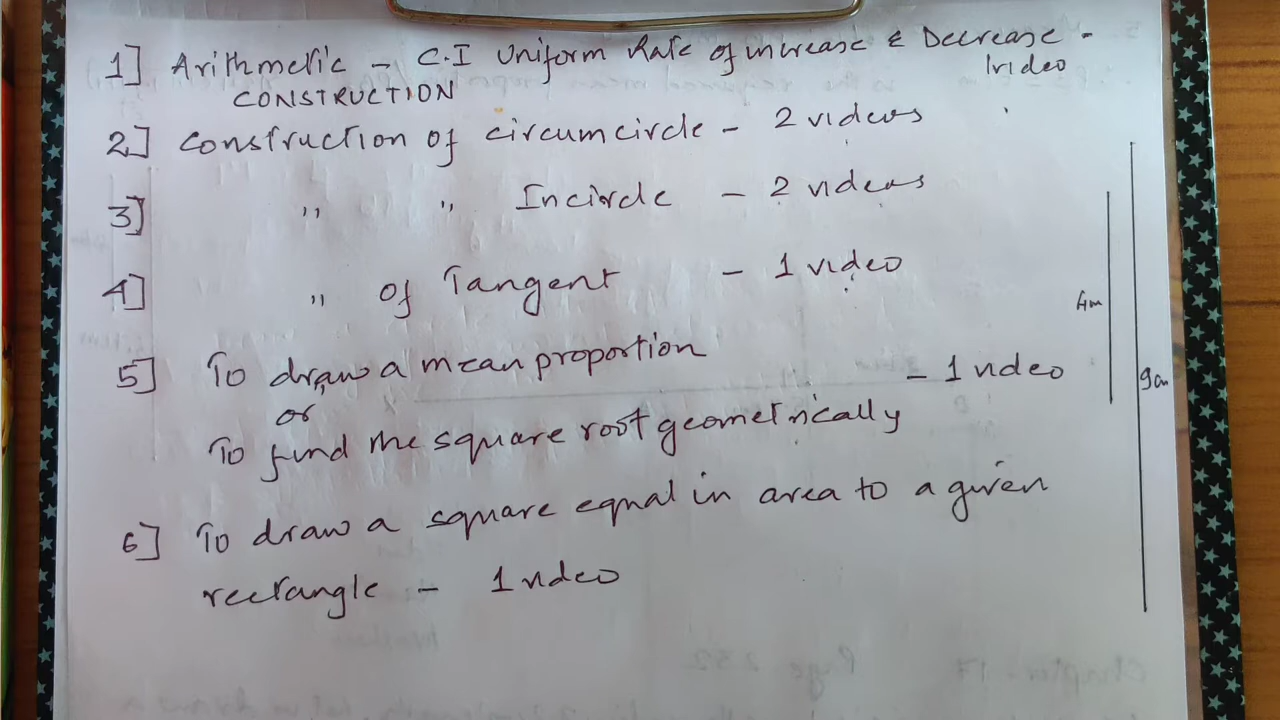 1] Arithmetic - C.I Uniform Rate of increase & Decrease -
1video
CONSTRUCTION
2] Construction of circumcircle - 2 videos
3] " " Incircle - 2 videos
4] " of Tangent - 1 video
5] To draw a mean proportion
- 1 video
or
To find the square root geometrically
6] To draw a square equal in area to a given
rectangle - 1 video
4m
9m